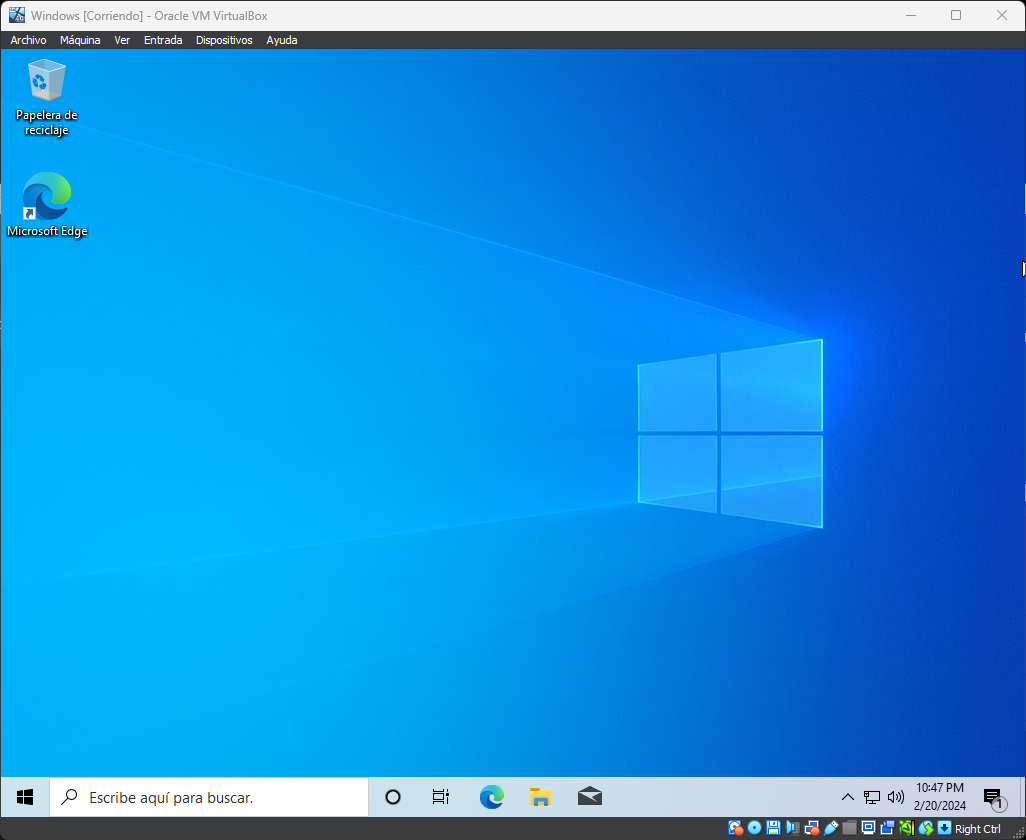 Windows [Corriendo] - Oracle VM VirtualBox
Archivo Máquina Ver Entrada Dispositivos Ayuda
Papelera de
reciclaje
Microsoft Edge
Escribe aquí para buscar.
10:47 PM
2/20/2024
1
Right Ctrl